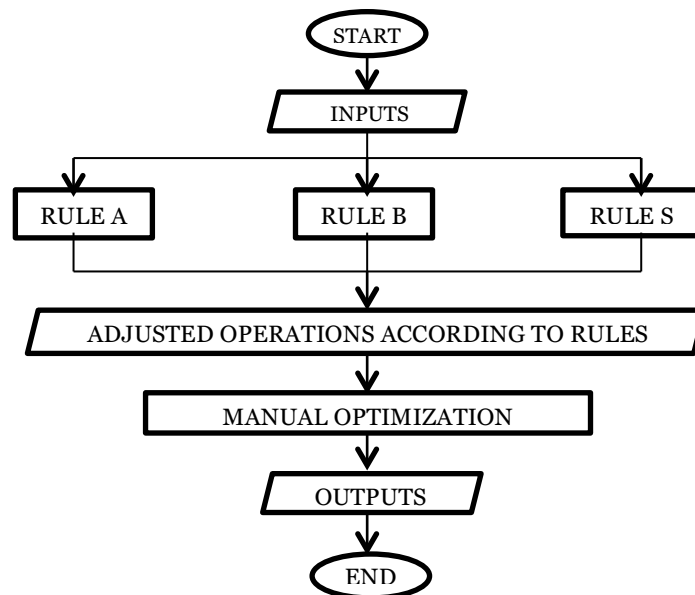 START
INPUTS
RULE A
RULE B
RULE S
ADJUSTED OPERATIONS ACCORDING TO RULES
MANUAL OPTIMIZATION
OUTPUTS
END